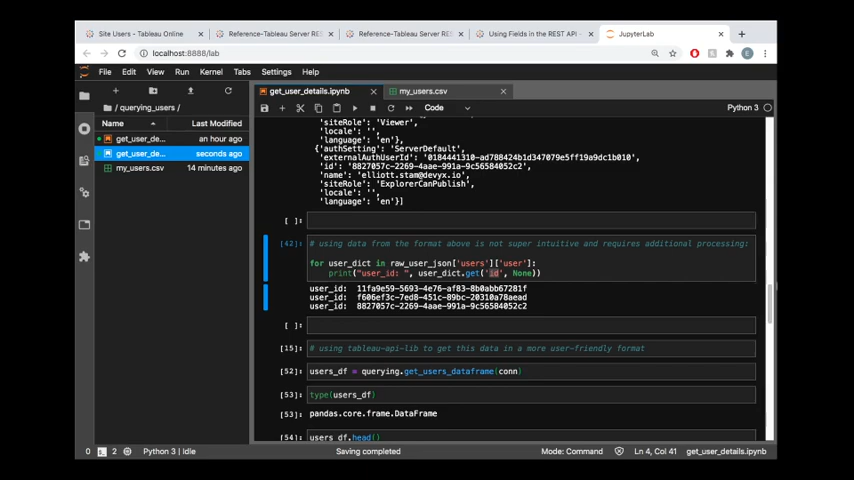 Site Users - Tableau Online
Reference-Tableau Server RES
Reference-Tableau Server RES
Using Fields in the REST API -
JupyterLab
localhost:8888/lab
File Edit View Run Kernel Tabs Settings Help
get_user_details.ipynb
my_users.csv
/ querying_users /
Code
Python 3
Name
Last Modified
get_user_de...
an hour ago
get_user_de...
seconds ago
my_users.csv
14 minutes ago
'siteRole': 'Viewer',
'locale': '',
'language': 'en'},
{'authSetting': 'ServerDefault',
'externalAuthUserId': '0184441310-ad788424b1d347079e5ff19a9dc1b010',
'id': '8827057c-2269-4aae-991a-9c56584052c2',
'name': 'elliott.stam@devyx.io',
'siteRole': 'ExplorerCanPublish',
'locale': '',
'language': 'en'}]
[ ]:
[42]:
# using data from the format above is not super intuitive and requires additional processing:
for user_dict in raw_user_json['users']['user']:
print("user_id: ", user_dict.get('id', None))
user_id:  11fa9e59-5693-4e76-af83-8b0abb67281f
user_id:  f606ef3c-7ed8-451c-89bc-20310a78aead
user_id:  8827057c-2269-4aae-991a-9c56584052c2
[ ]:
[15]:
# using tableau-api-lib to get this data in a more user-friendly format
[52]:
users_df = querying.get_users_dataframe(conn)
[53]:
type(users_df)
[53]:
pandas.core.frame.DataFrame
[54]:
users_df.head()
0
2
Python 3 | Idle
Saving completed
Mode: Command
Ln 4, Col 41
get_user_details.ipynb